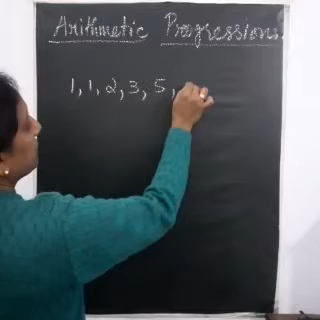 Arithmetic Progressions.
1, 1, 2, 3, 5,